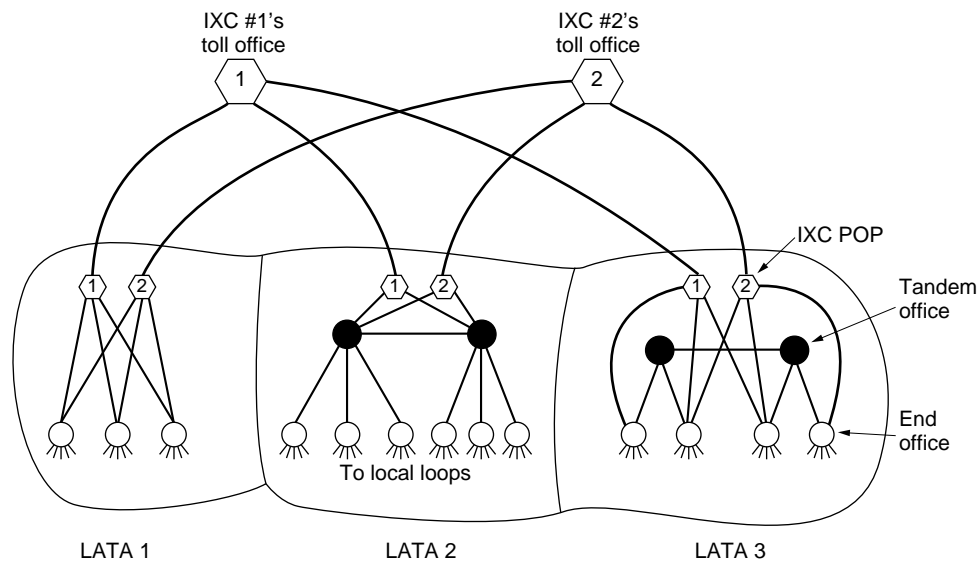 IXC #1's
toll office
IXC #2's
toll office
1
2
IXC POP
1
2
1
2
1
2
Tandem
office
End
office
To local loops
LATA 1
LATA 2
LATA 3